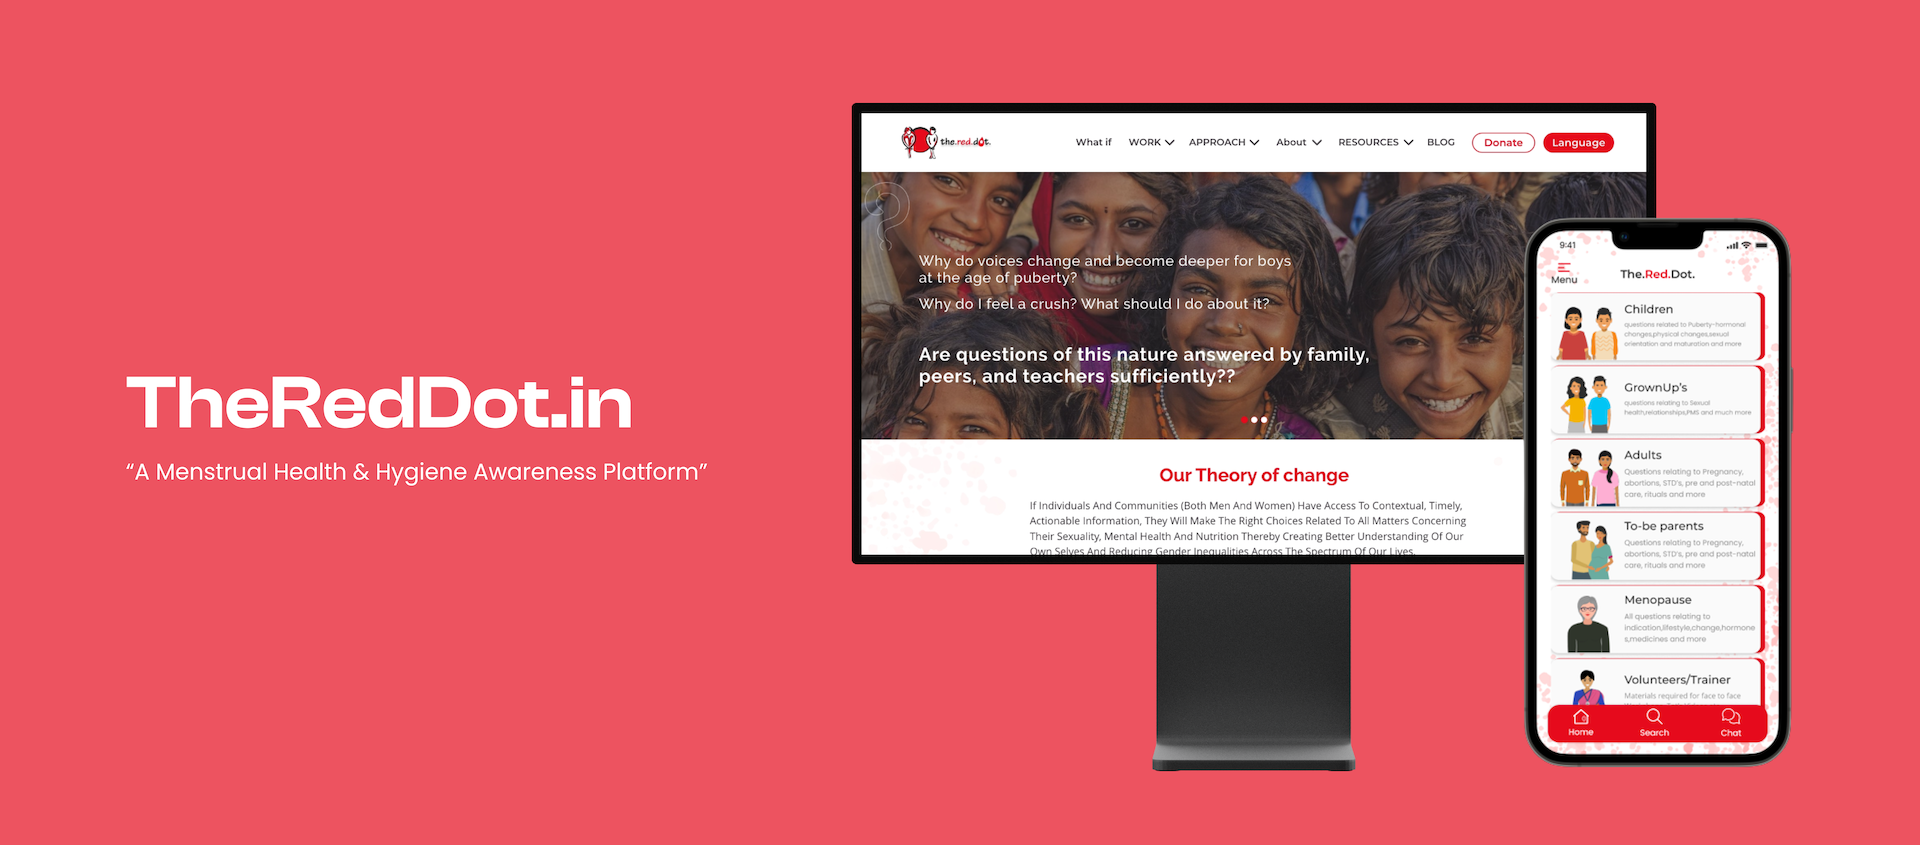 TheRedDot.in
“A Menstrual Health & Hygiene Awareness Platform”
the.red.dot.
What if
WORK
APPROACH
About
RESOURCES
BLOG
Donate
Language
Why do voices change and become deeper for boys
at the age of puberty?
Why do I feel a crush? What should I do about it?
Are questions of this nature answered by family,
peers, and teachers sufficiently??
Our Theory of change
If Individuals And Communities (Both Men And Women) Have Access To Contextual, Timely,
Actionable Information, They Will Make The Right Choices Related To All Matters Concerning
Their Sexuality, Mental Health And Nutrition Thereby Creating Better Understanding Of Our
Own Selves And Reducing Gender Inequalities Across The Spectrum Of Our Lives.
9:41
Menu
The.Red.Dot.
Children
questions related to Puberty-hormonal
changes,physical changes,sexual
orientation and maturation and more
GrownUp's
questions relating to Sexual
health,relationships,PMS and much more
Adults
Questions relating to Pregnancy,
abortions, STD's, pre and post-natal
care, rituals and more
To-be parents
Questions relating to Pregnancy,
abortions, STD's, pre and post-natal
care, rituals and more
Menopause
All questions relating to
indication,lifestyle,change,hormone
s,medicines and more
Volunteers/Trainer
Materials required for face to face
Home
Search
Chat